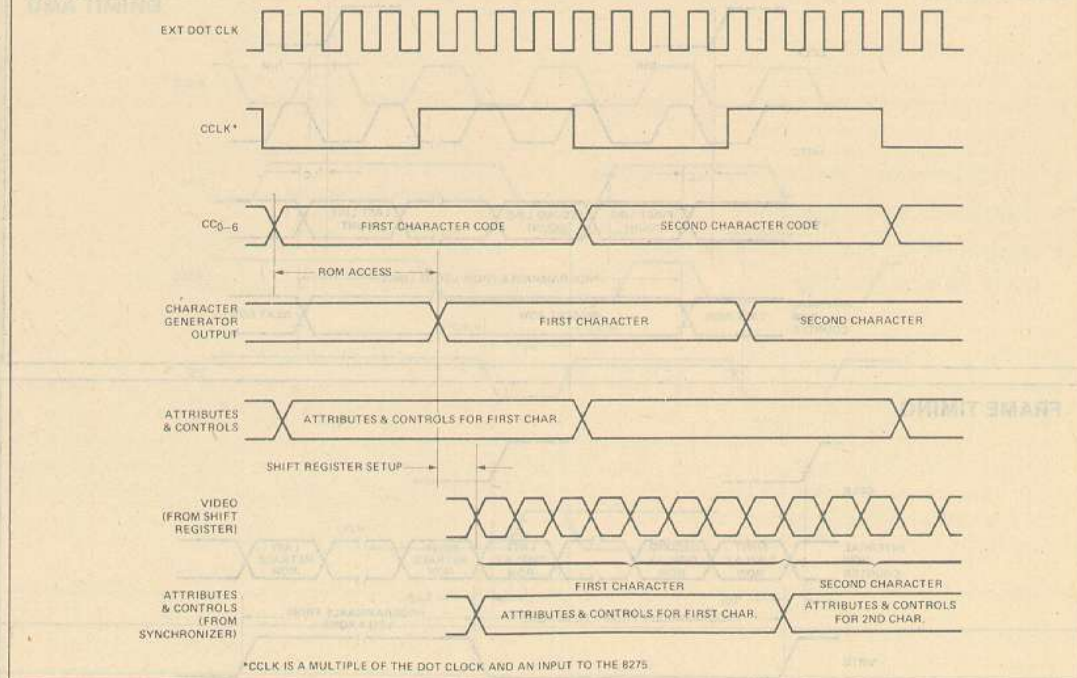 EXT DOT CLK
CCLK*
CC0–6
FIRST CHARACTER CODE
SECOND CHARACTER CODE
ROM ACCESS
CHARACTER
GENERATOR
OUTPUT
FIRST CHARACTER
SECOND CHARACTER
ATTRIBUTES
& CONTROLS
ATTRIBUTES & CONTROLS FOR FIRST CHAR.
FRAME TIMING
SHIFT REGISTER SETUP
VIDEO
(FROM SHIFT
REGISTER)
FIRST CHARACTER
SECOND CHARACTER
ATTRIBUTES
& CONTROLS
(FROM
SYNCHRONIZER)
ATTRIBUTES & CONTROLS FOR FIRST CHAR.
ATTRIBUTES & CONTROLS
FOR 2ND CHAR.
*CCLK IS A MULTIPLE OF THE DOT CLOCK AND AN INPUT TO THE 8275.